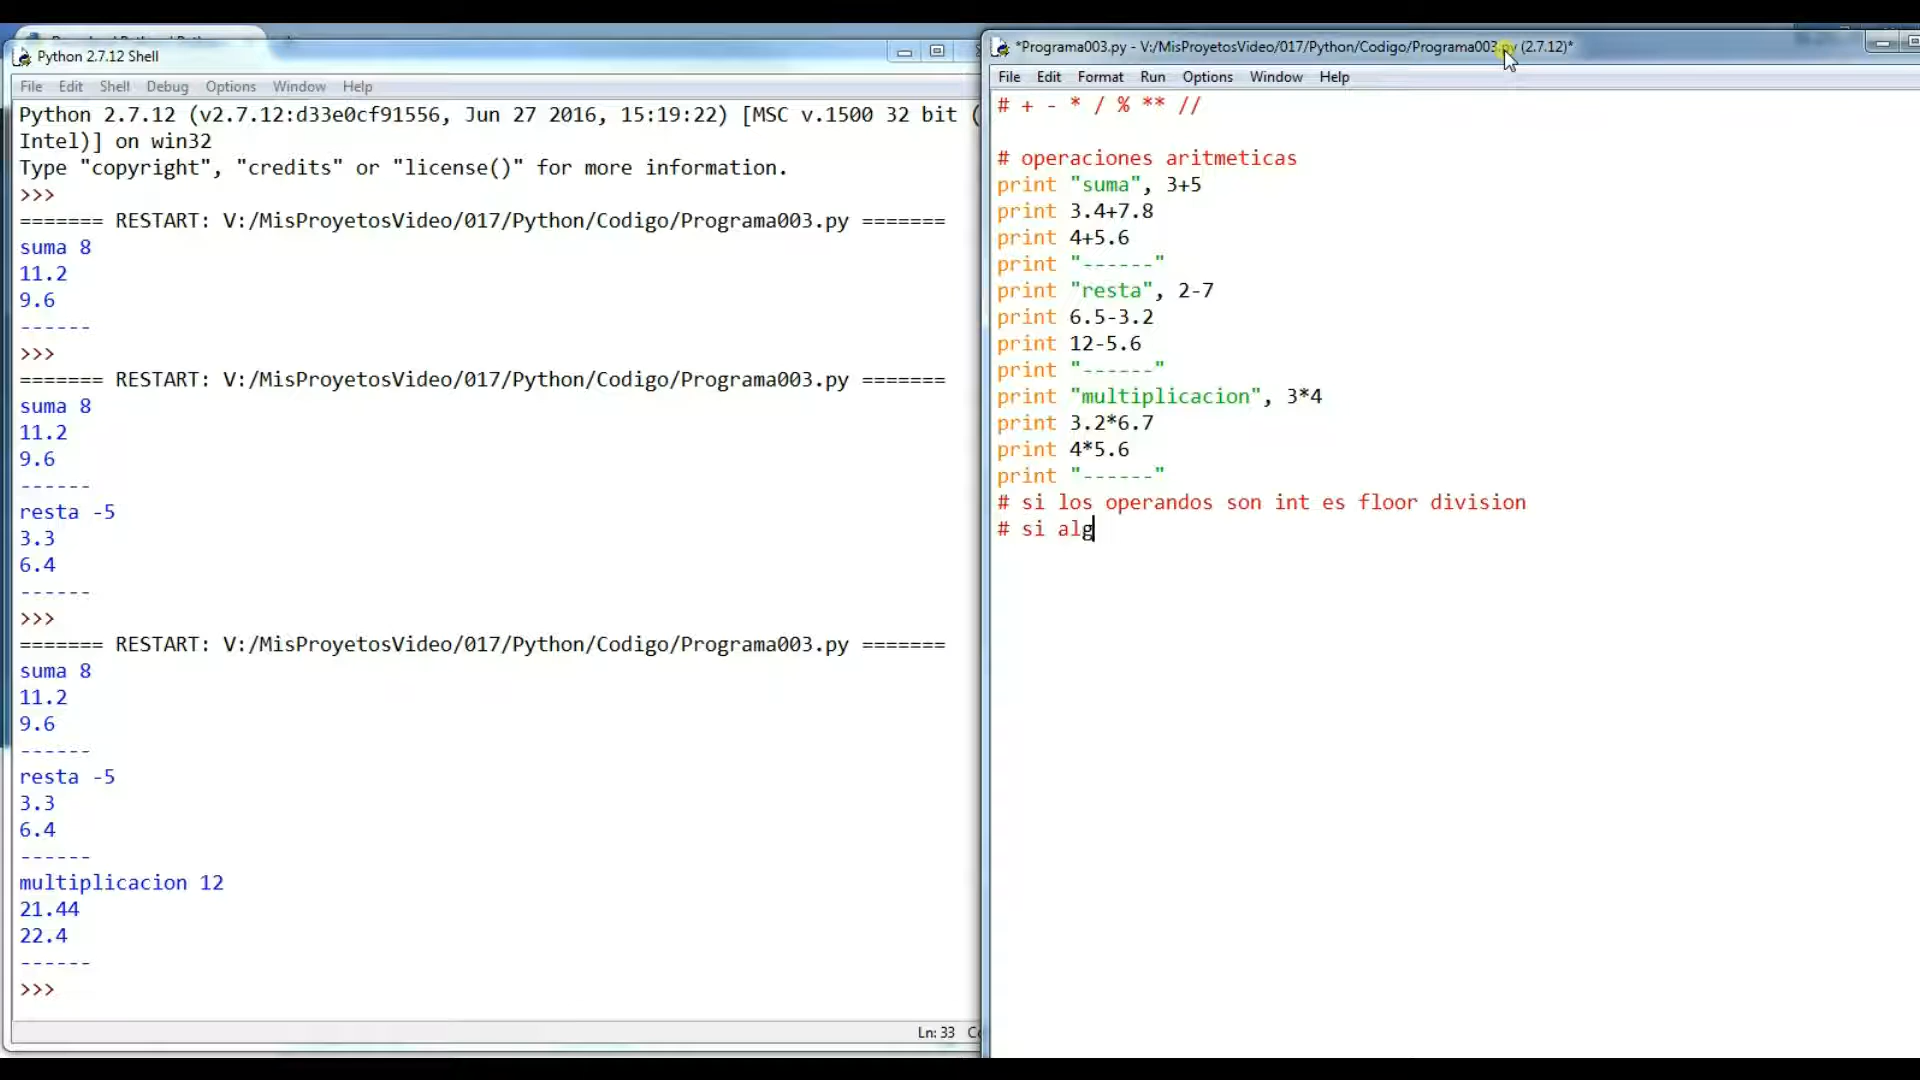 Python 2.7.12 Shell
File Edit Shell Debug Options Window Help
Python 2.7.12 (v2.7.12:d33e0cf91556, Jun 27 2016, 15:19:22) [MSC v.1500 32 bit (
Intel)] on win32
Type "copyright", "credits" or "license()" for more information.
>>>
======= RESTART: V:/MisProyetosVideo/017/Python/Codigo/Programa003.py =======
suma 8
11.2
9.6
------
>>>
======= RESTART: V:/MisProyetosVideo/017/Python/Codigo/Programa003.py =======
suma 8
11.2
9.6
------
resta -5
3.3
6.4
------
>>>
======= RESTART: V:/MisProyetosVideo/017/Python/Codigo/Programa003.py =======
suma 8
11.2
9.6
------
resta -5
3.3
6.4
------
multiplicacion 12
21.44
22.4
------
>>>
Ln: 33
*Programa003.py - V:/MisProyetosVideo/017/Python/Codigo/Programa003.py (2.7.12)*
File Edit Format Run Options Window Help
# + - * / % ** //
# operaciones aritmeticas
print "suma", 3+5
print 3.4+7.8
print 4+5.6
print "------"
print "resta", 2-7
print 6.5-3.2
print 12-5.6
print "------"
print "multiplicacion", 3*4
print 3.2*6.7
print 4*5.6
print "------"
# si los operandos son int es floor division
# si alg